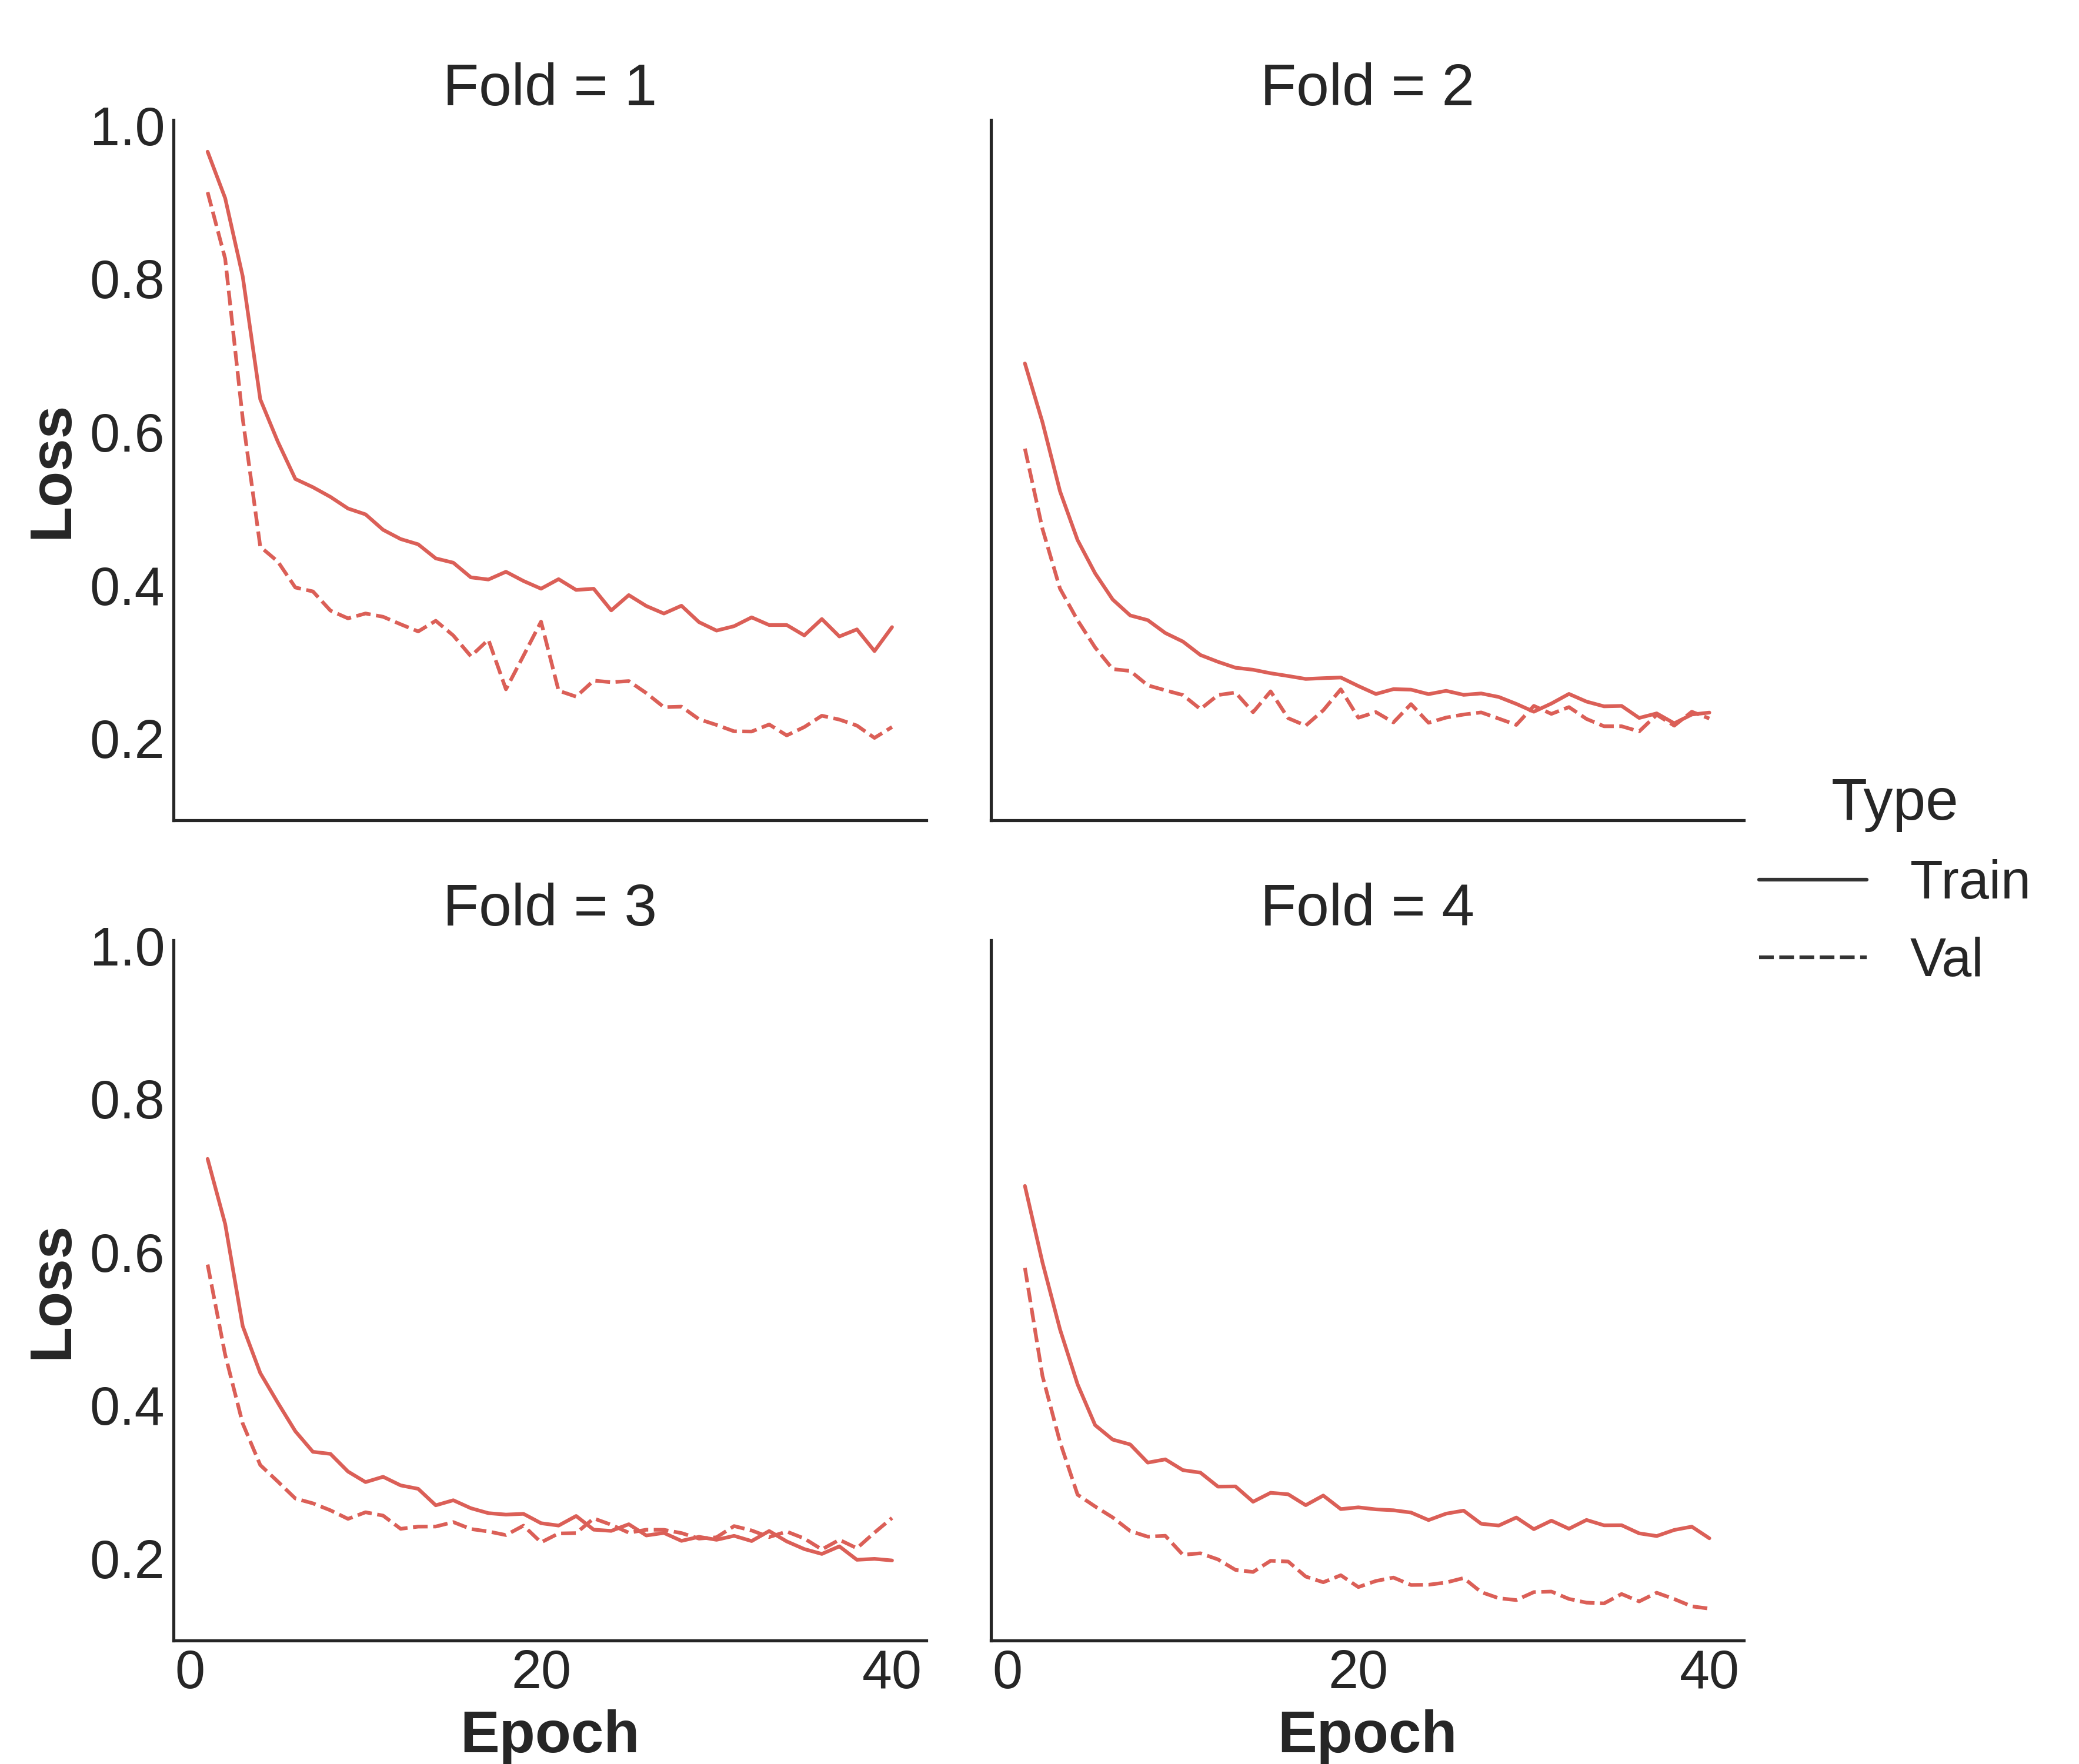 Fold = 1
Fold = 2
1.0
0.8
0.6
0.4
0.2
Loss
Type
Train
Val
Fold = 3
Fold = 4
1.0
0.8
0.6
0.4
0.2
Loss
0 20 40
0 20 40
Epoch
Epoch